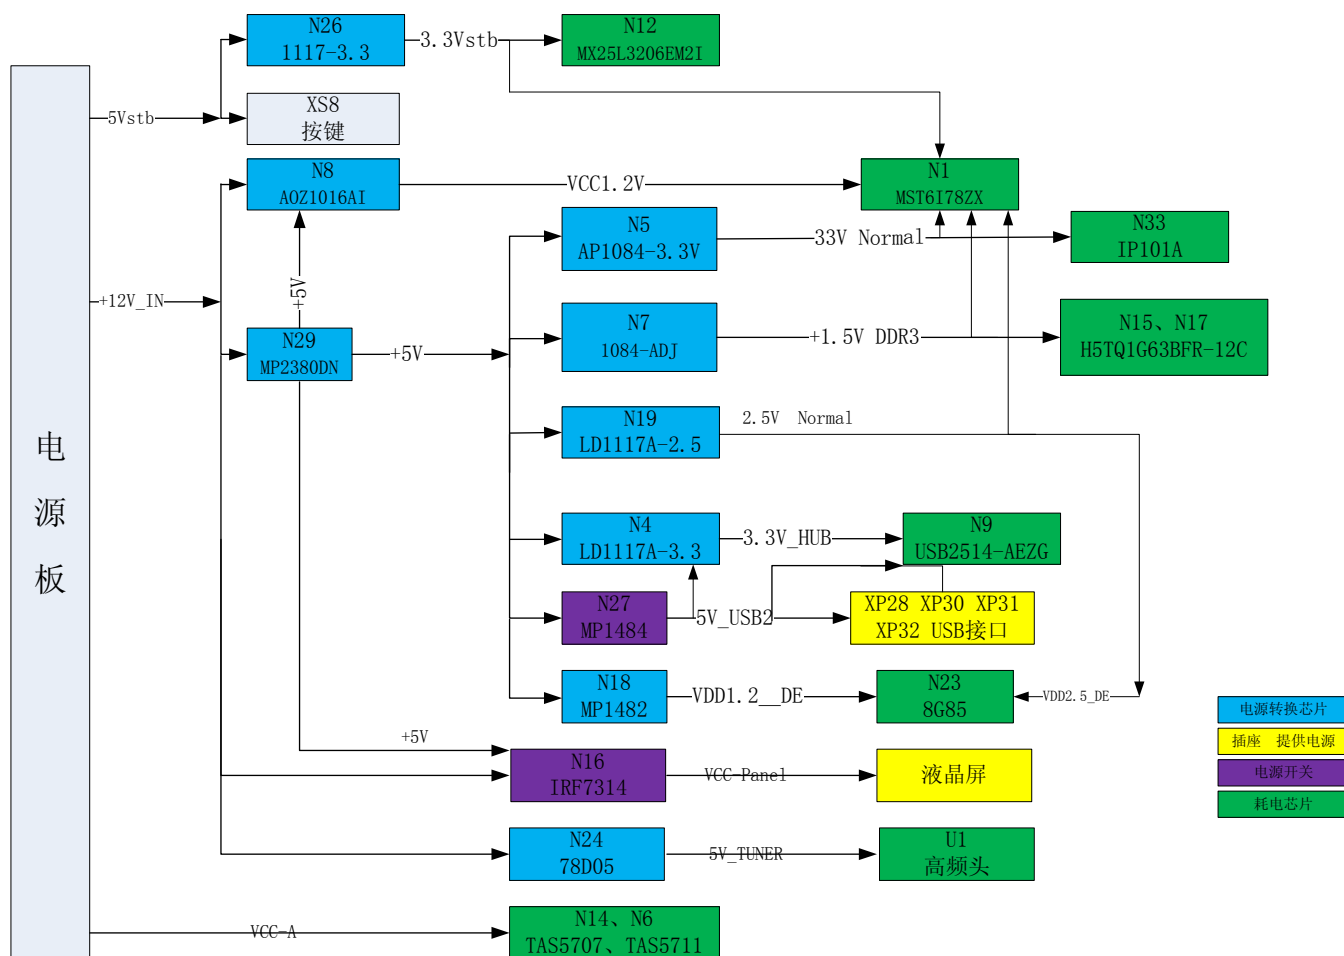 N26
1117-3.3
3.3Vstb
N12
MX25L3206EM2I
5Vstb
XS8
按键
N8
AOZ1016AI
VCC1.2V
N1
MST6I78ZX
N5
AP1084-3.3V
33V Normal
N33
IP101A
+12V_IN
+5V
N29
MP2380DN
+5V
N7
1084-ADJ
+1.5V DDR3
N15、N17
H5TQ1G63BFR-12C
N19
LD1117A-2.5
2.5V Normal
电
源
板
N4
LD1117A-3.3
3.3V_HUB
N9
USB2514-AEZG
N27
MP1484
5V_USB2
XP28 XP30 XP31
XP32 USB接口
N18
MP1482
VDD1.2__DE
N23
8G85
VDD2.5_DE
+5V
N16
IRF7314
VCC-Panel
液晶屏
N24
78D05
5V_TUNER
U1
高频头
VCC-A
N14、N6
TAS5707、TAS5711
电源转换芯片
插座 提供电源
电源开关
耗电芯片